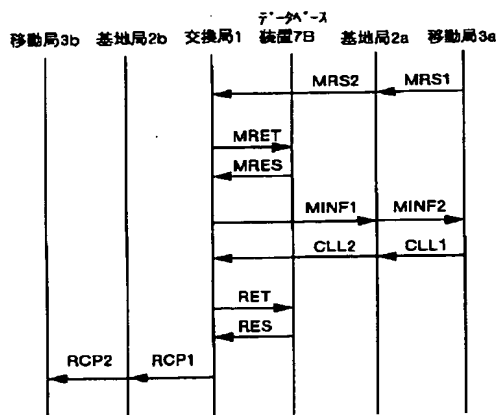 データベース
移動局3b 基地局2b 交換局1 装置7B 基地局2a 移動局3a
MRS2 MRS1
MRET
MRES
MINF1 MINF2
CLL2 CLL1
RET
RES
RCP2 RCP1